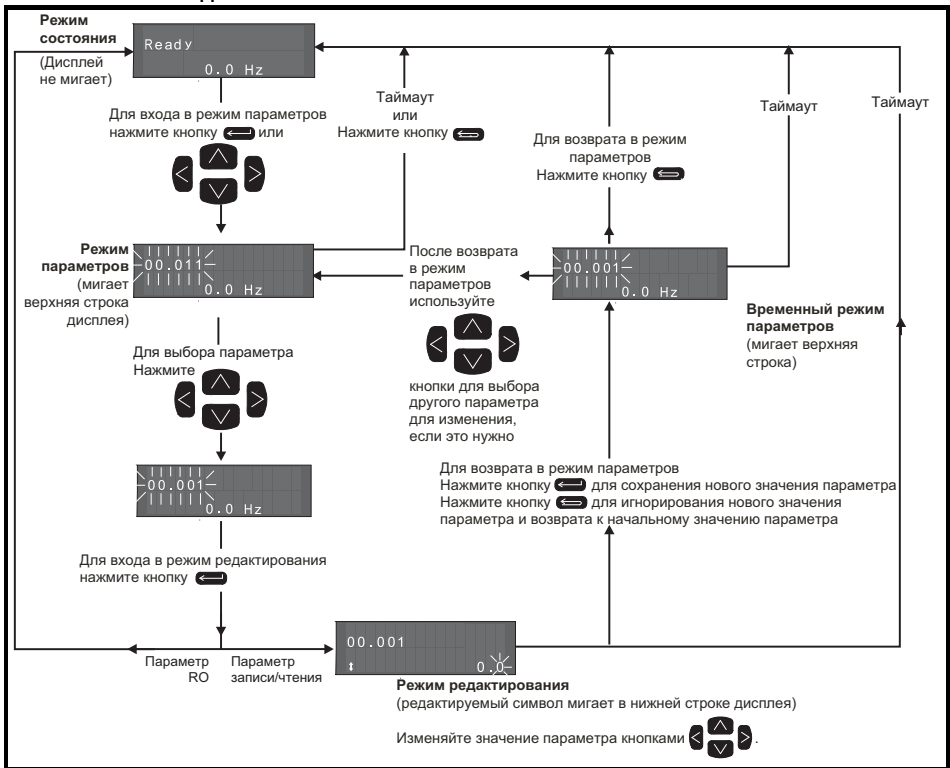 Режим
состояния
(Дисплей
не мигает)
Ready
0.0 Hz
Для входа в режим параметров
нажмите кнопку или
Таймаут
или
Нажмите кнопку
Для возврата в режим
параметров
Нажмите кнопку
Таймаут
Таймаут
Режим
параметров
(мигает
верхняя строка
дисплея)
00.011
0.0 Hz
После возврата
в режим
параметров
используйте
кнопки для выбора
другого параметра
для изменения,
если это нужно
00.001
0.0 Hz
Временный режим
параметров
(мигает верхняя
строка)
Для выбора параметра
Нажмите
00.001
0.0 Hz
Для возврата в режим параметров
Нажмите кнопку для сохранения нового значения параметра
Нажмите кнопку для игнорирования нового значения
параметра и возврата к начальному значению параметра
Для входа в режим редактирования
нажмите кнопку
Параметр
RO
Параметр
записи/чтения
00.001
0.0
Режим редактирования
(редактируемый символ мигает в нижней строке дисплея)
Изменяйте значение параметра кнопками .